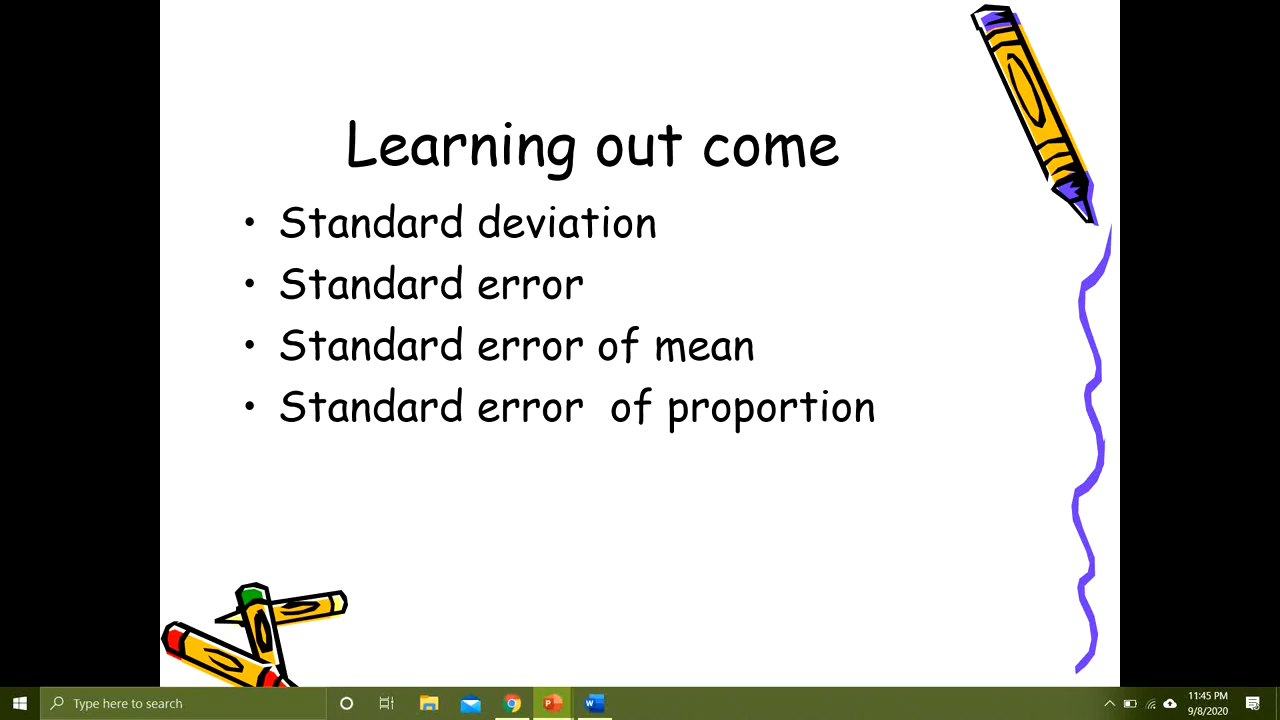 Learning out come
• Standard deviation
• Standard error
• Standard error of mean
• Standard error  of proportion
Type here to search
11:45 PM
9/8/2020